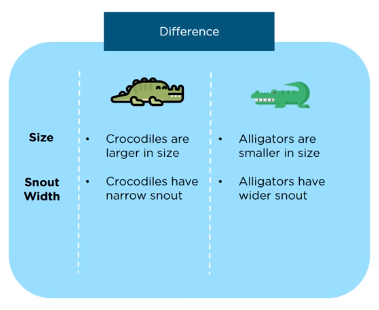 Difference
Size
• Crocodiles are
larger in size
• Alligators are
smaller in size
Snout
Width
• Crocodiles have
narrow snout
• Alligators have
wider snout